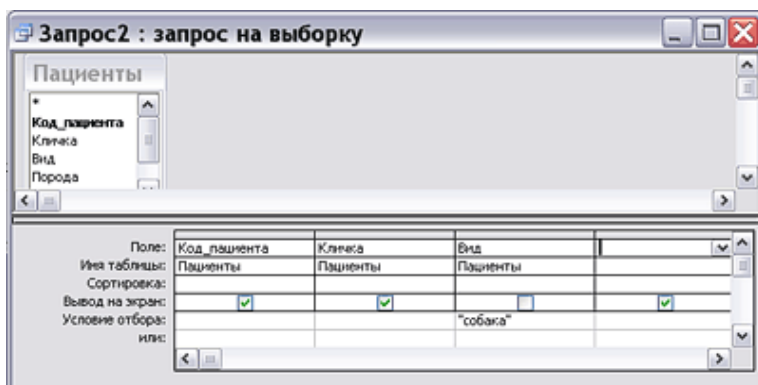 Запрос2 : запрос на выборку
Пациенты
*
Код_пациента
Кличка
Вид
Порода
Поле: Код_пациента Кличка Вид
Имя таблицы: Пациенты Пациенты Пациенты
Сортировка:
Вывод на экран:
Условие отбора: "собака"
или: